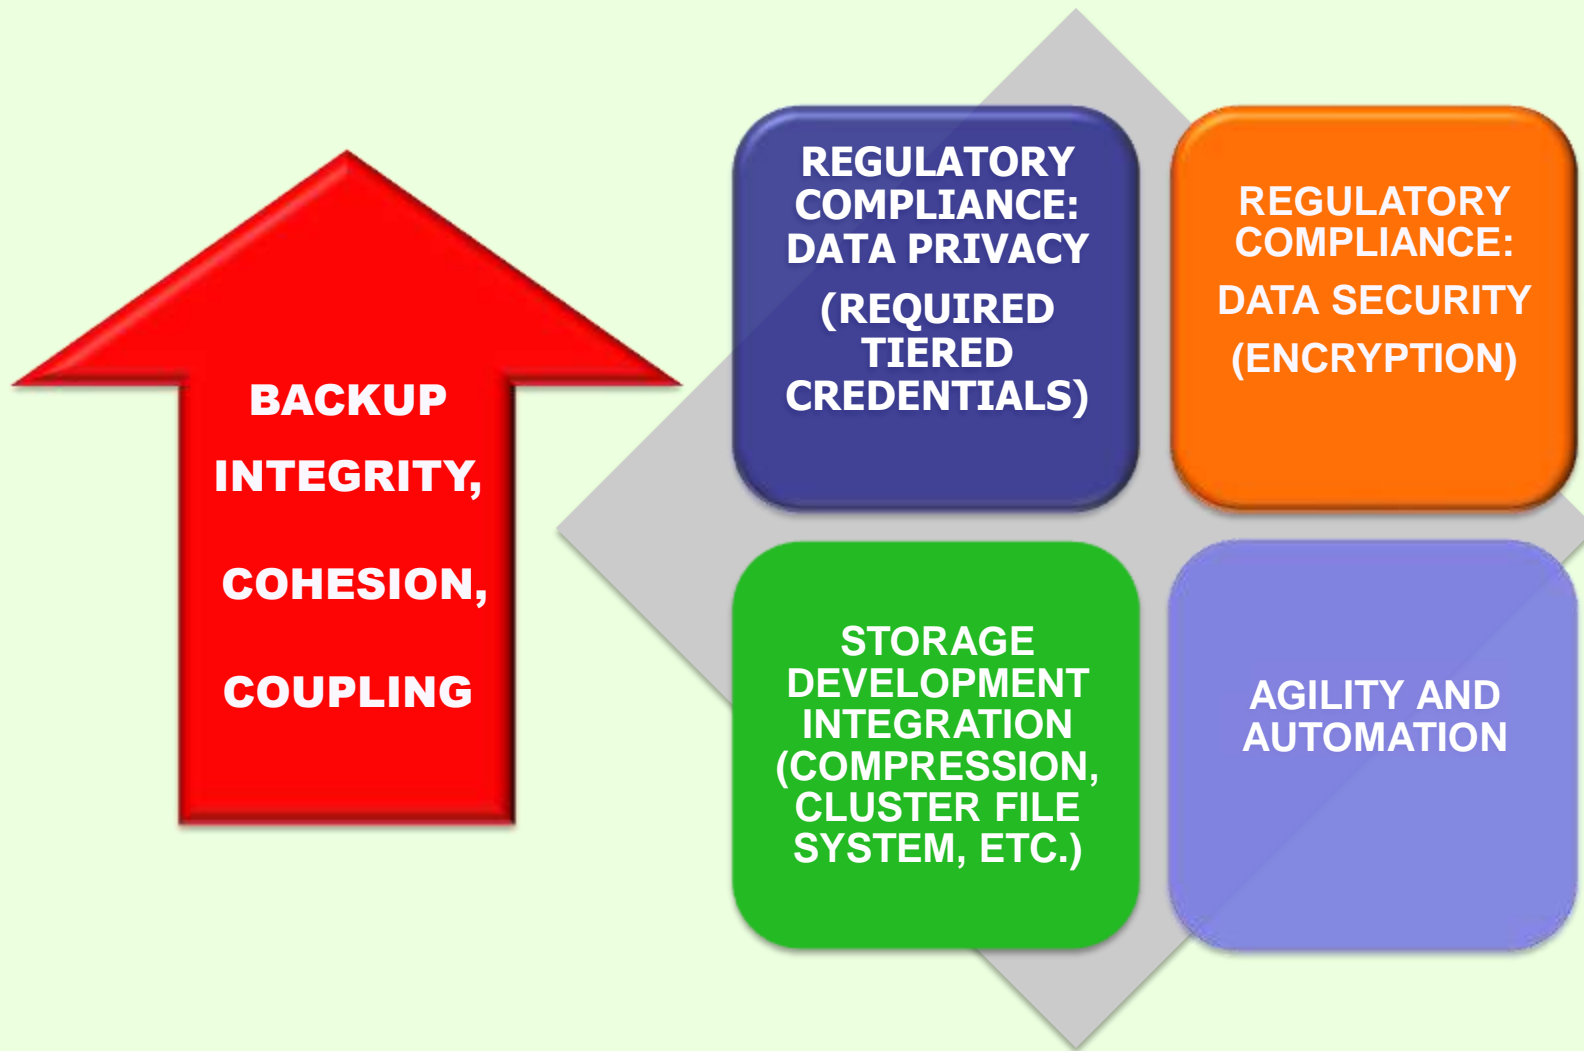 BACKUP
INTEGRITY,
COHESION,
COUPLING
REGULATORY
COMPLIANCE:
DATA PRIVACY
(REQUIRED
TIERED
CREDENTIALS)
REGULATORY
COMPLIANCE:
DATA SECURITY
(ENCRYPTION)
STORAGE
DEVELOPMENT
INTEGRATION
(COMPRESSION,
CLUSTER FILE
SYSTEM, ETC.)
AGILITY AND
AUTOMATION